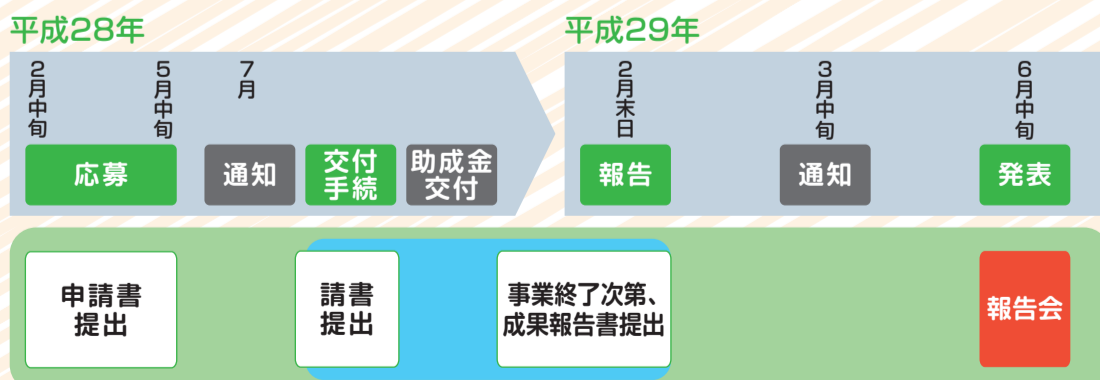 平成28年
平成29年
2月中旬
5月中旬
7月
2月末日
3月中旬
6月中旬
応募
通知
交付
手続
助成金
交付
報告
通知
発表
申請書
提出
請書
提出
事業終了次第、
成果報告書提出
報告会